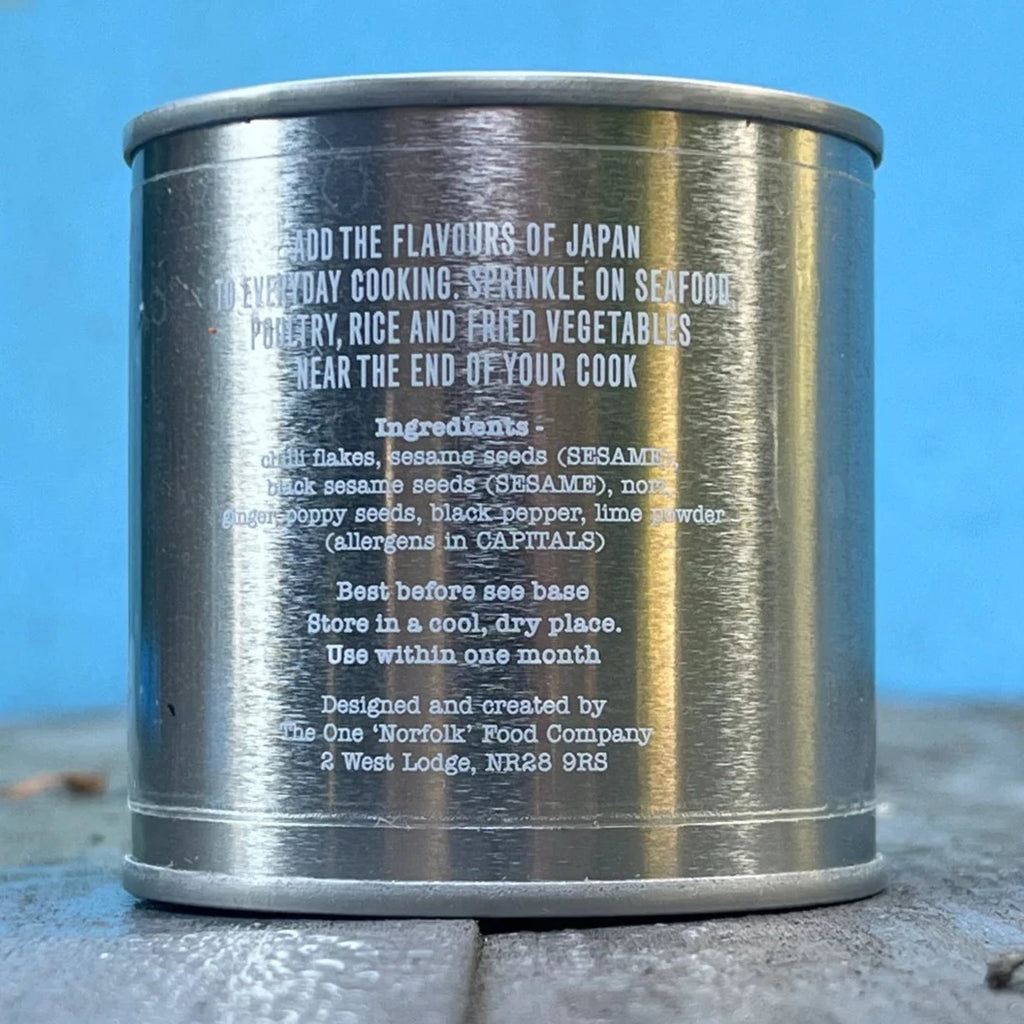 ADD THE FLAVOURS OF JAPAN
TO EVERYDAY COOKING. SPRINKLE ON SEAFOOD,
POULTRY, RICE AND FRIED VEGETABLES
NEAR THE END OF YOUR COOK
Ingredients -
chilli flakes, sesame seeds (SESAME),
black sesame seeds (SESAME), nori,
ginger, poppy seeds, black pepper, lime powder
(allergens in CAPITALS)
Best before see base
Store in a cool, dry place.
Use within one month
Designed and created by
The One ‘Norfolk’ Food Company
2 West Lodge, NR28 9RS